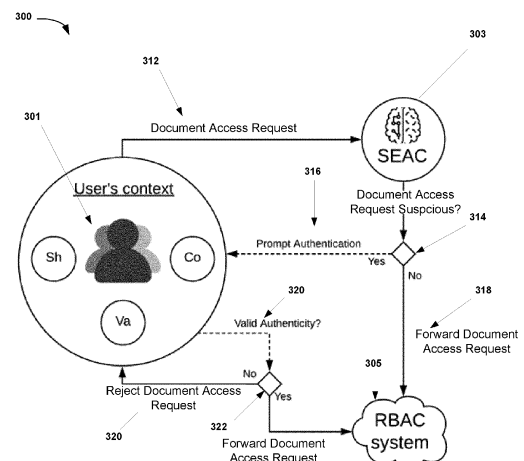 300
303
312
301
Document Access Request
SEAC
316
User's context
Document Access
Request Suspcious?
314
Prompt Authentication
Yes
No
Sh
Co
318
320
Va
Valid Authenticity?
Forward Document
Access Request
305
No
Yes
Reject Document Access
Request
322
320
RBAC
system
Forward Document
Access Request